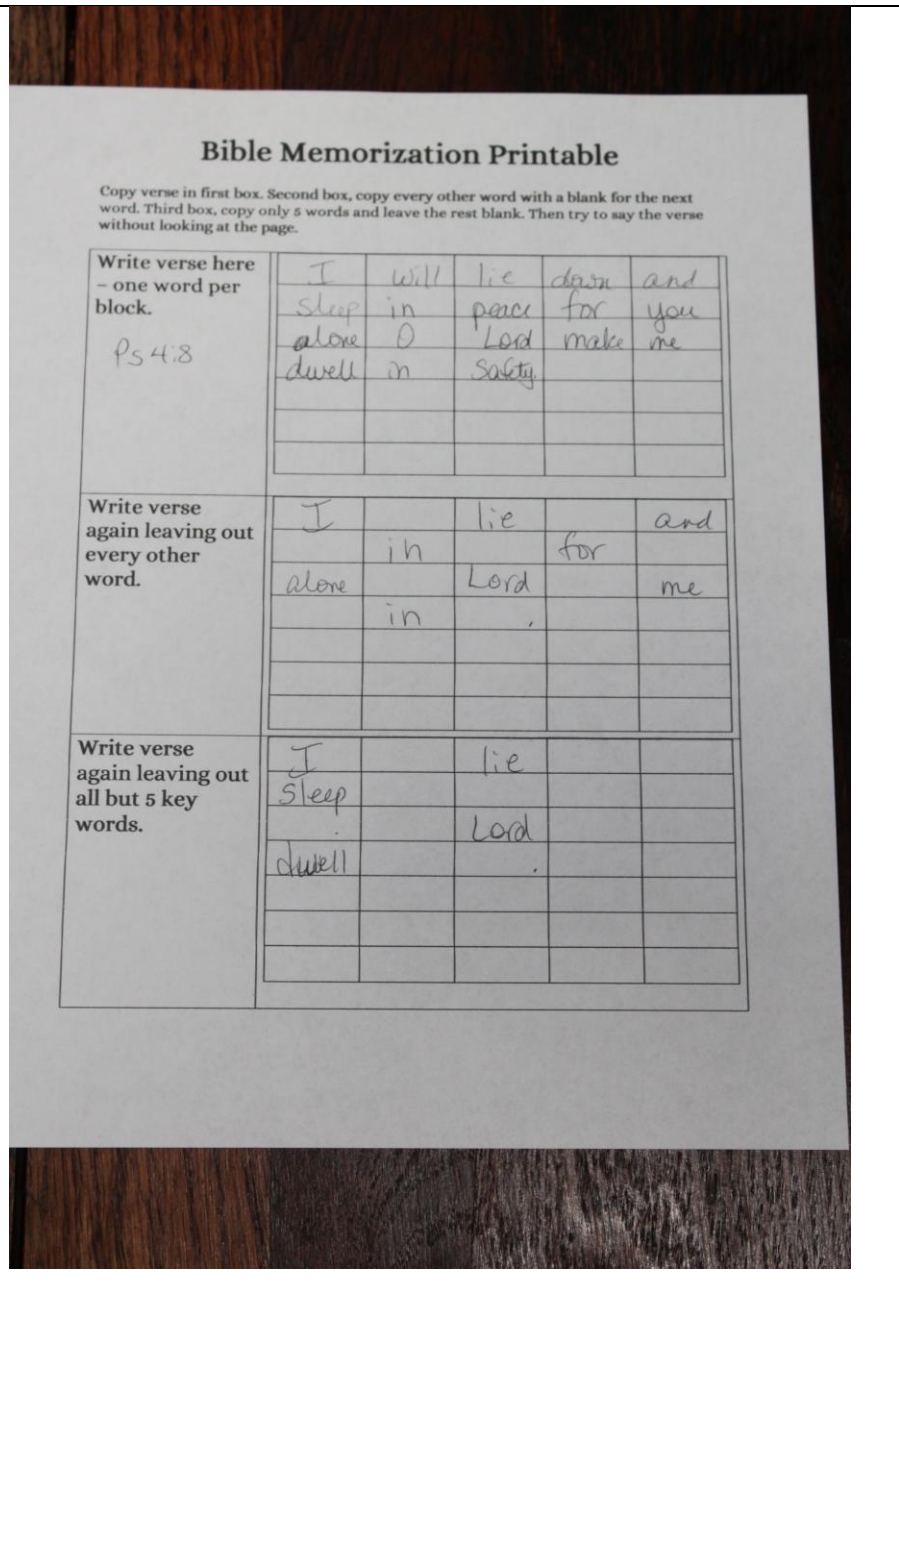 Bible Memorization Printable
Copy verse in first box. Second box, copy every other word with a blank for the next
word. Third box, copy only 5 words and leave the rest blank. Then try to say the verse
without looking at the page.
Write verse here
– one word per
block.
Ps 4:8
I will lie down and
sleep in peace for you
alone O Lord make me
dwell in safety.
Write verse
again leaving out
every other
word.
I lie and
in for
alone Lord me
in .
Write verse
again leaving out
all but 5 key
words.
I lie
sleep
. Lord
dwell .